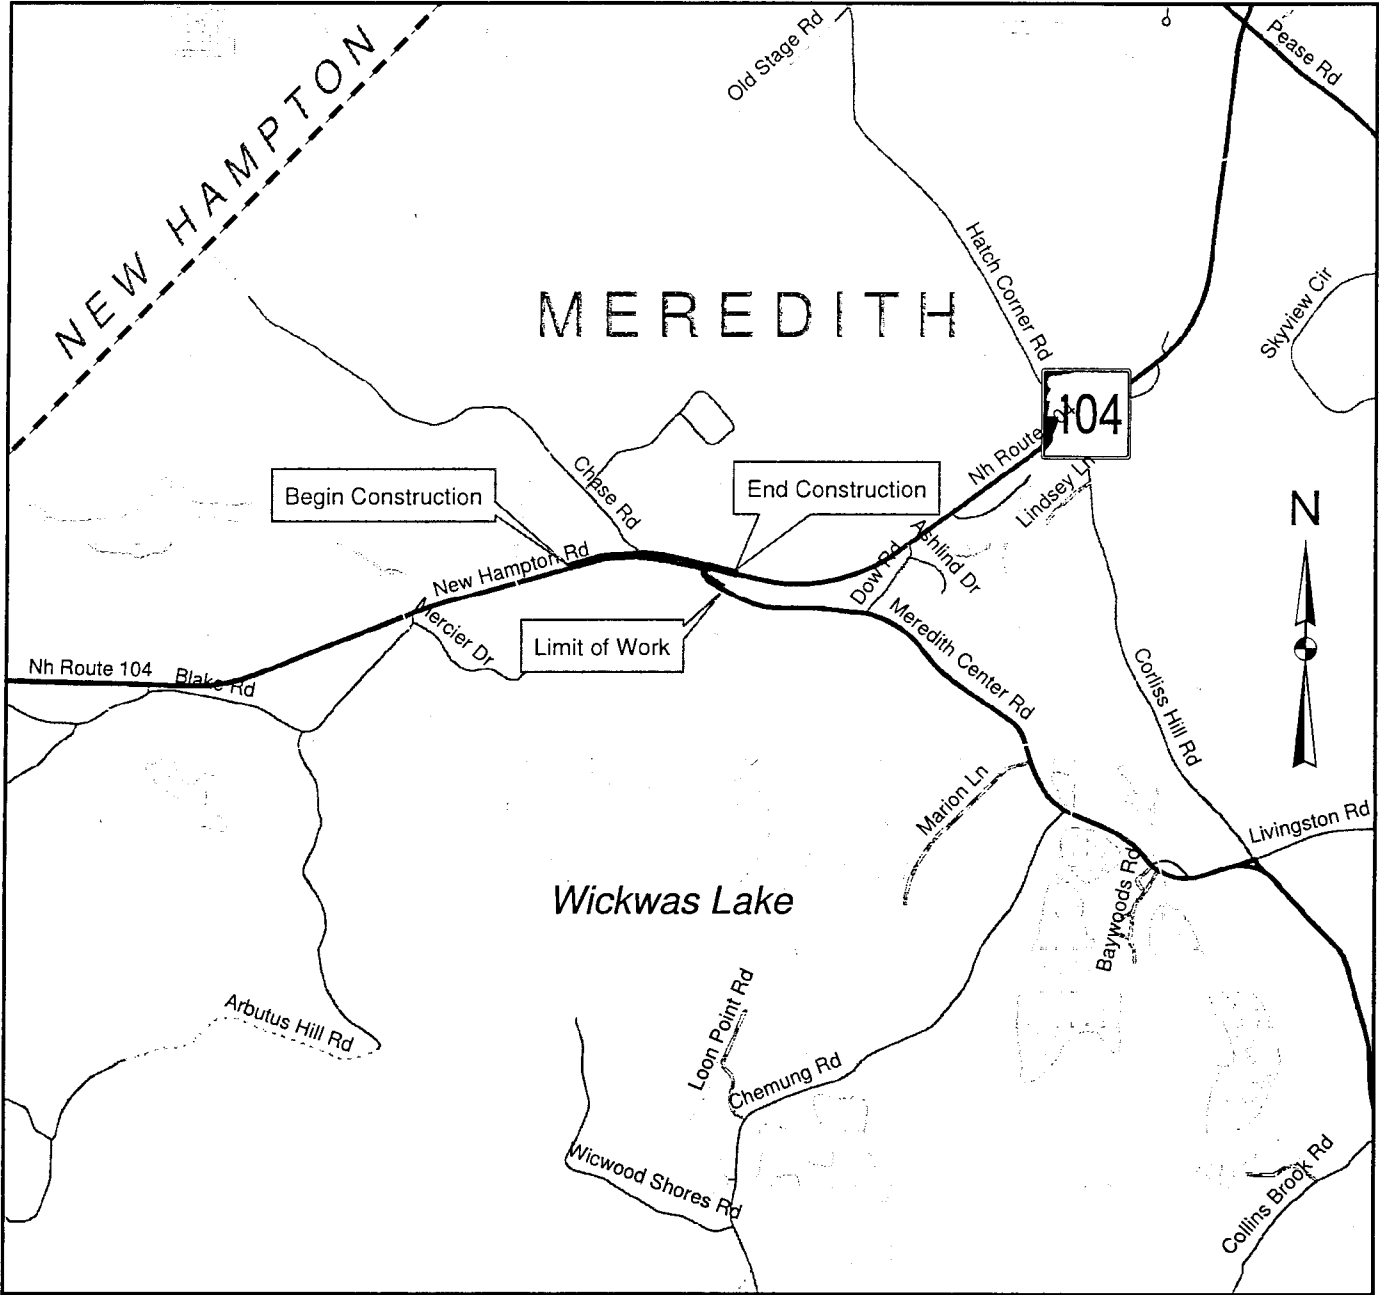 Old Stage Rd
Pease Rd
NEW HAMPTON
Hatch Corner Rd
Skyview Cir
MEREDITH
104
Nh Route 104
Lindsey Ln
Chase Rd
Begin Construction
End Construction
N
New Hampton Rd
Ashlind Dr
Dow Rd
Mercier Dr
Limit of Work
Meredith Center Rd
Corliss Hill Rd
Nh Route 104
Blake Rd
Marion Ln
Livingston Rd
Baywoods Rd
Wickwas Lake
Loon Point Rd
Arbutus Hill Rd
Chemung Rd
Wicwood Shores Rd
Collins Brook Rd